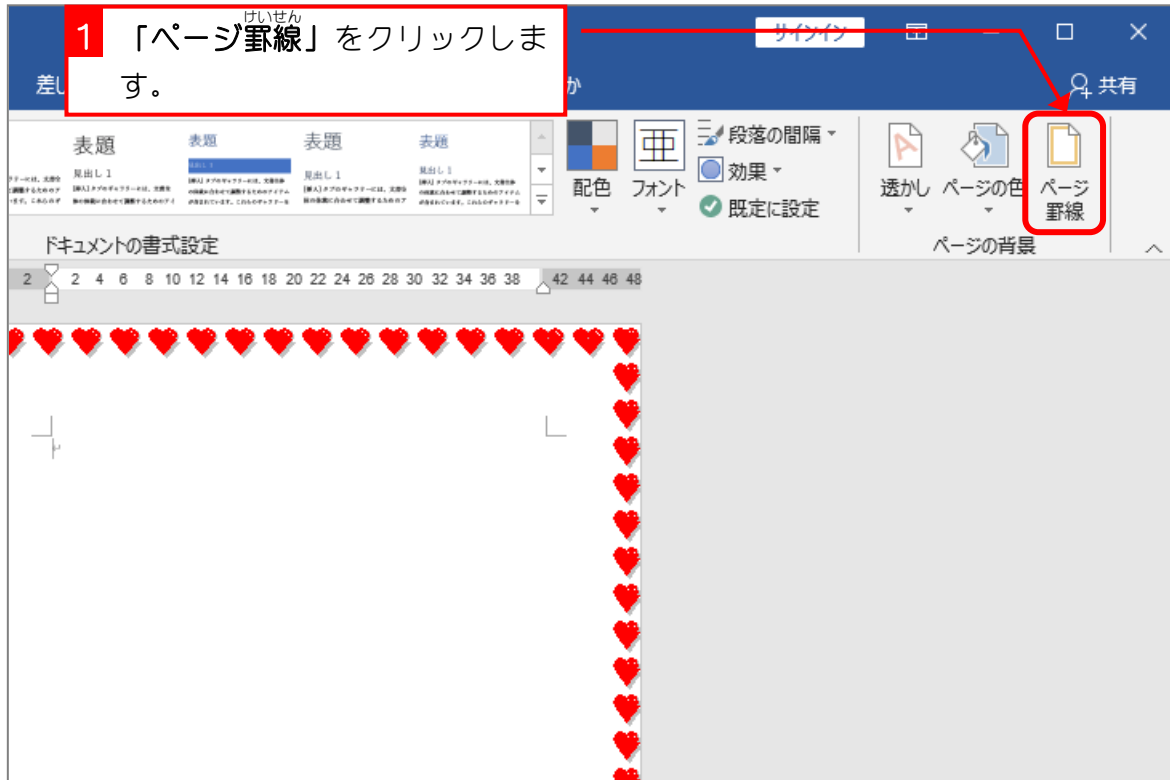 けいせん
1 「ページ罫線」をクリックしま
す。
サインイン
差し
か
共有
表題
表題
表題
表題
見出し 1
見出し 1
見出し 1
見出し 1
配色
フォント
段落の間隔
効果
既定に設定
透かし
ページの色
ページ
罫線
ドキュメントの書式設定
ページの背景
2 2 4 6 8 10 12 14 16 18 20 22 24 26 28 30 32 34 36 38 42 44 46 48